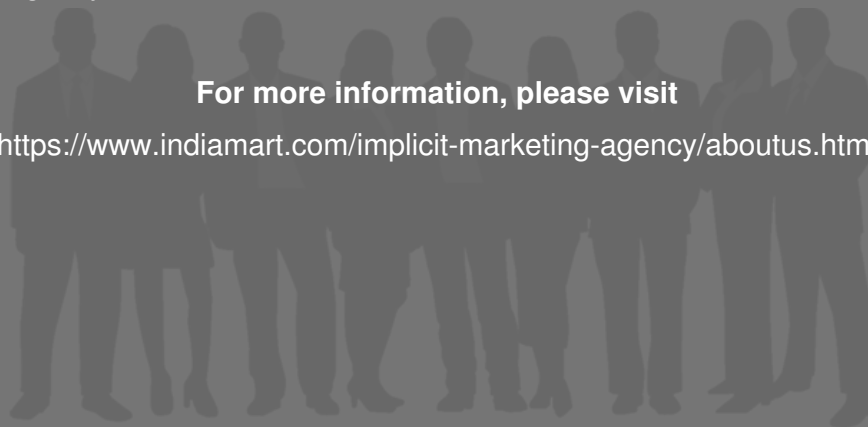 For more information, please visit
https://www.indiamart.com/implicit-marketing-agency/aboutus.htm